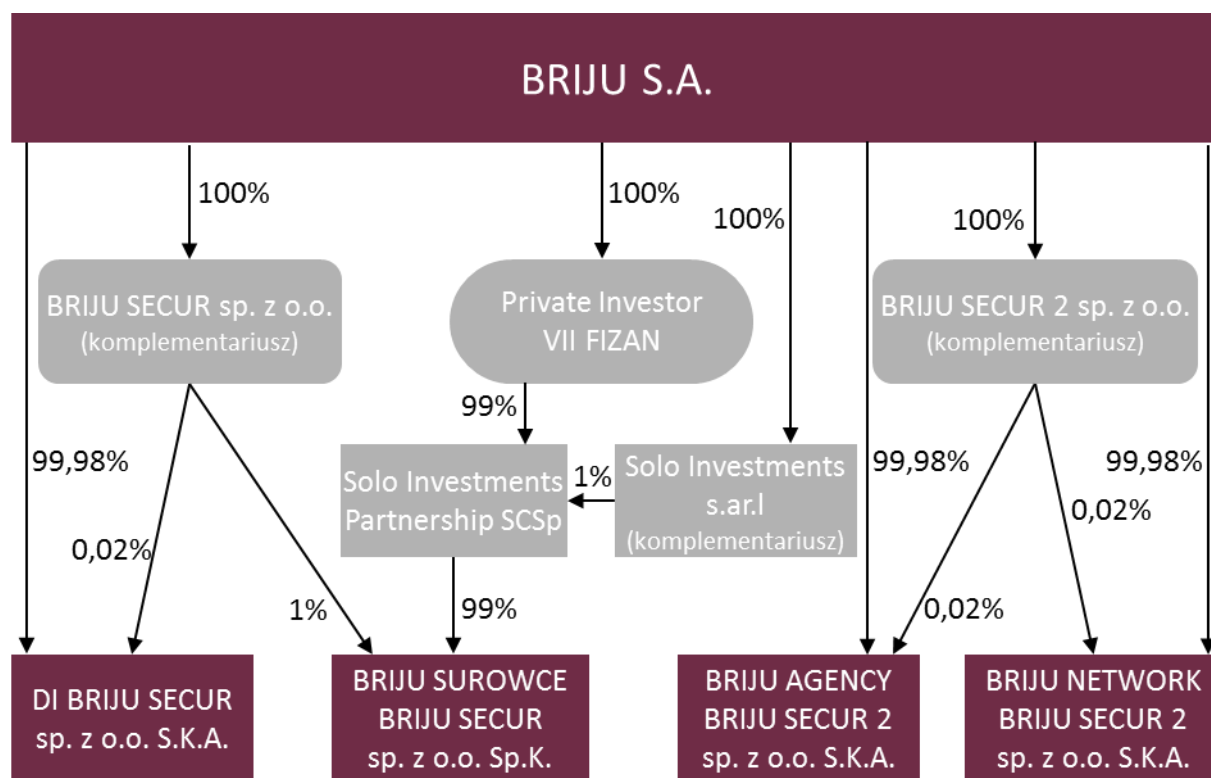 BRIJU S.A.
100%
100%
100%
100%
BRIJU SECUR sp. z o.o.
(komplementariusz)
Private Investor
VII FIZAN
BRIJU SECUR 2 sp. z o.o.
(komplementariusz)
99%
99,98%
Solo Investments
Partnership SCSp
1%
Solo Investments
s.ar.l
(komplementariusz)
99,98%
99,98%
0,02%
0,02%
1%
99%
0,02%
DI BRIJU SECUR
sp. z o.o. S.K.A.
BRIJU SUROWCE
BRIJU SECUR
sp. z o.o. Sp.K.
BRIJU AGENCY
BRIJU SECUR 2
sp. z o.o. S.K.A.
BRIJU NETWORK
BRIJU SECUR 2
sp. z o.o. S.K.A.